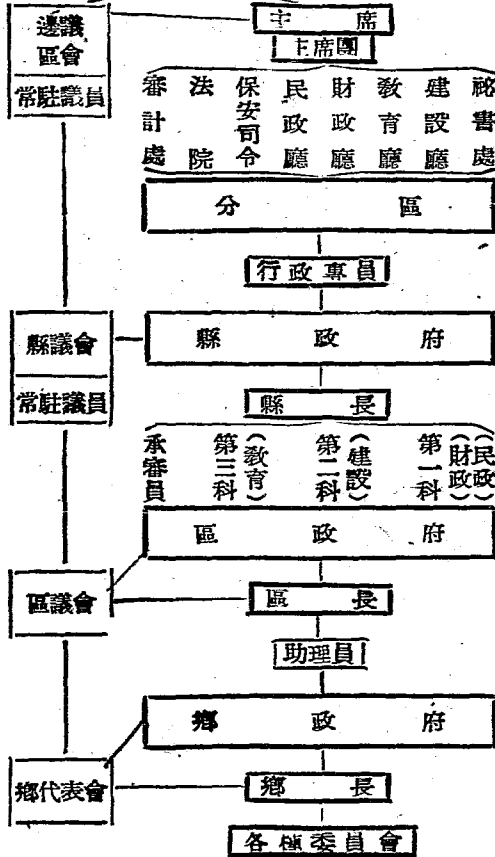 邊議
區會
常駐議員
主席
主席團
審計處 法院 保安司令 民政廳 財政廳 敎育廳 建設廳 祕書處
分區
行政專員
縣議會
常駐議員
縣政府
縣長
承審員 第三科(敎育) 第二科(建設) 第一科(財政)(民政)
區政府
區議會
區長
助理員
鄉政府
鄉代表會
鄉長
各種委員會